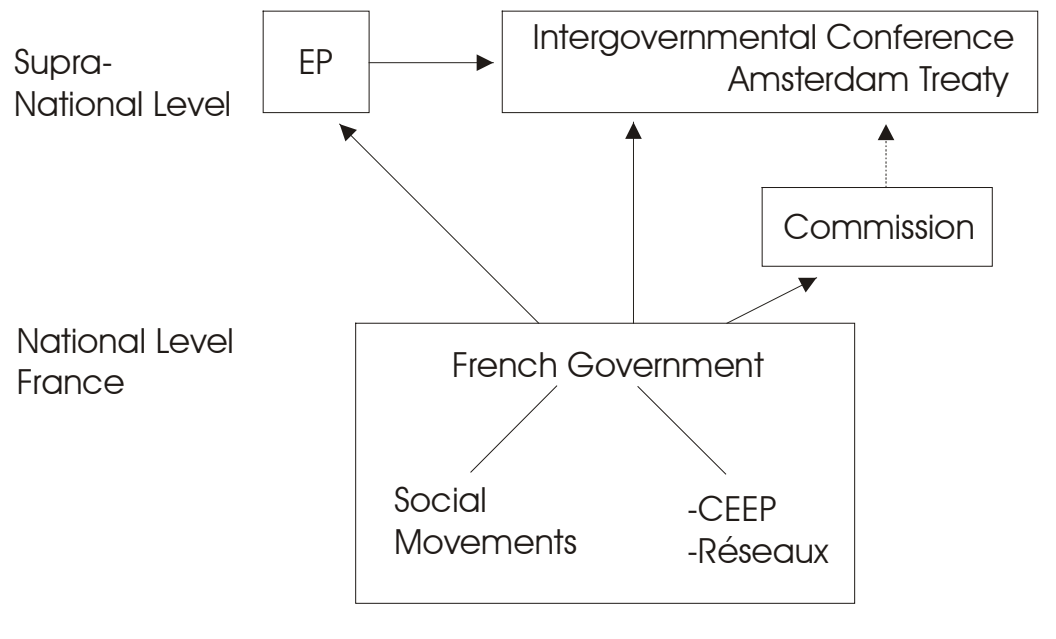 Supra-
National Level
EP
Intergovernmental Conference
Amsterdam Treaty
Commission
National Level
France
French Government
Social
Movements
-CEEP
-Réseaux